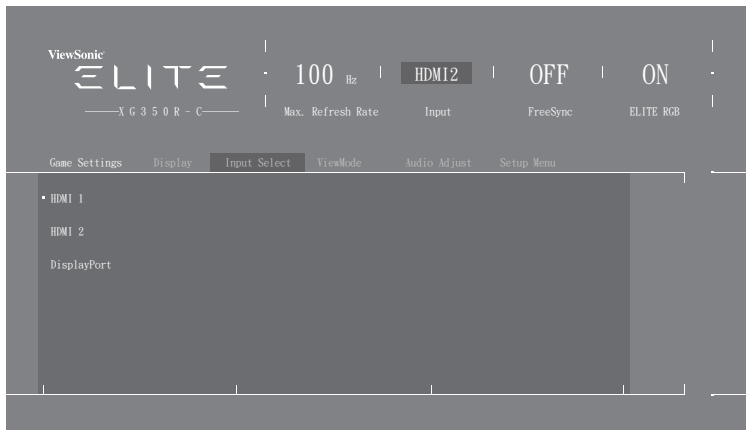 ViewSonic
ELITE
XG350R-C
100 Hz HDMI2 OFF ON
Max. Refresh Rate Input FreeSync ELITE RGB
Game Settings Display Input Select ViewMode Audio Adjust Setup Menu
HDMI 1
HDMI 2
DisplayPort